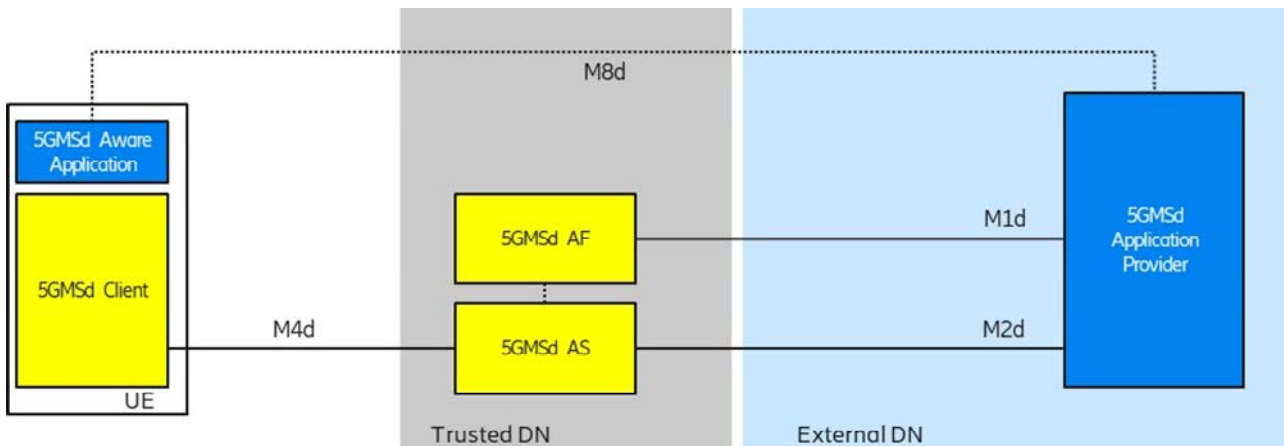 M8d
5GMSd Aware
Application
5GMSd Client
UE
M4d
5GMSd AF
5GMSd AS
Trusted DN
M1d
M2d
External DN
5GMSd
Application
Provider